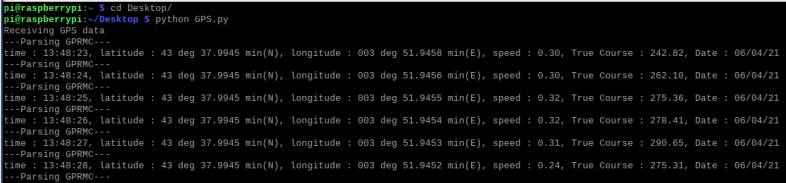 pi@raspberrypi:~ $ cd Desktop/
pi@raspberrypi:~/Desktop $ python GPS.py
Receiving GPS data
---Parsing GPRMC---
time : 13:48:23, latitude : 43 deg 37.9945 min(N), longitude : 003 deg 51.9458 min(E), speed : 0.30, True Course : 242.82, Date : 06/04/21
---Parsing GPRMC---
time : 13:48:24, latitude : 43 deg 37.9945 min(N), longitude : 003 deg 51.9456 min(E), speed : 0.30, True Course : 262.10, Date : 06/04/21
---Parsing GPRMC---
time : 13:48:25, latitude : 43 deg 37.9945 min(N), longitude : 003 deg 51.9455 min(E), speed : 0.32, True Course : 275.36, Date : 06/04/21
---Parsing GPRMC---
time : 13:48:26, latitude : 43 deg 37.9945 min(N), longitude : 003 deg 51.9454 min(E), speed : 0.32, True Course : 278.41, Date : 06/04/21
---Parsing GPRMC---
time : 13:48:27, latitude : 43 deg 37.9945 min(N), longitude : 003 deg 51.9453 min(E), speed : 0.31, True Course : 290.65, Date : 06/04/21
---Parsing GPRMC---
time : 13:48:28, latitude : 43 deg 37.9945 min(N), longitude : 003 deg 51.9452 min(E), speed : 0.24, True Course : 275.31, Date : 06/04/21
---Parsing GPRMC---